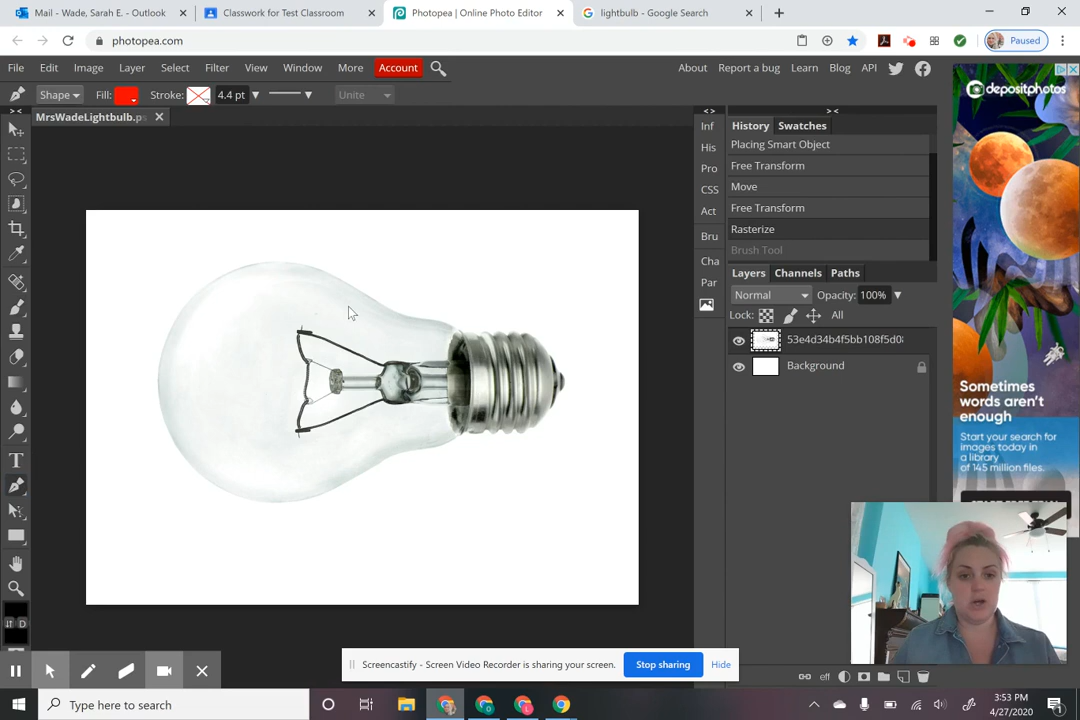 Mail - Wade, Sarah E. - Outlook
Classwork for Test Classroom
Photopea | Online Photo Editor
lightbulb - Google Search
photopea.com
Paused
File Edit Image Layer Select Filter View Window More Account
About Report a bug Learn Blog API
Shape Fill: Stroke: 4.4 pt Unite
MrsWadeLightbulb.ps
Inf
His
Pro
CSS
Act
Bru
Cha
Par
History Swatches
Placing Smart Object
Free Transform
Move
Free Transform
Rasterize
Brush Tool
Layers Channels Paths
Normal Opacity: 100%
Lock: All
53e4d34b4f5bb108f5d0
Background
eff
depositphotos
Sometimes
words aren't
enough
Get your search for
images today in
a library
of 145 million files.
Screencastify - Screen Video Recorder is sharing your screen. Stop sharing Hide
Type here to search
3:53 PM
4/27/2020